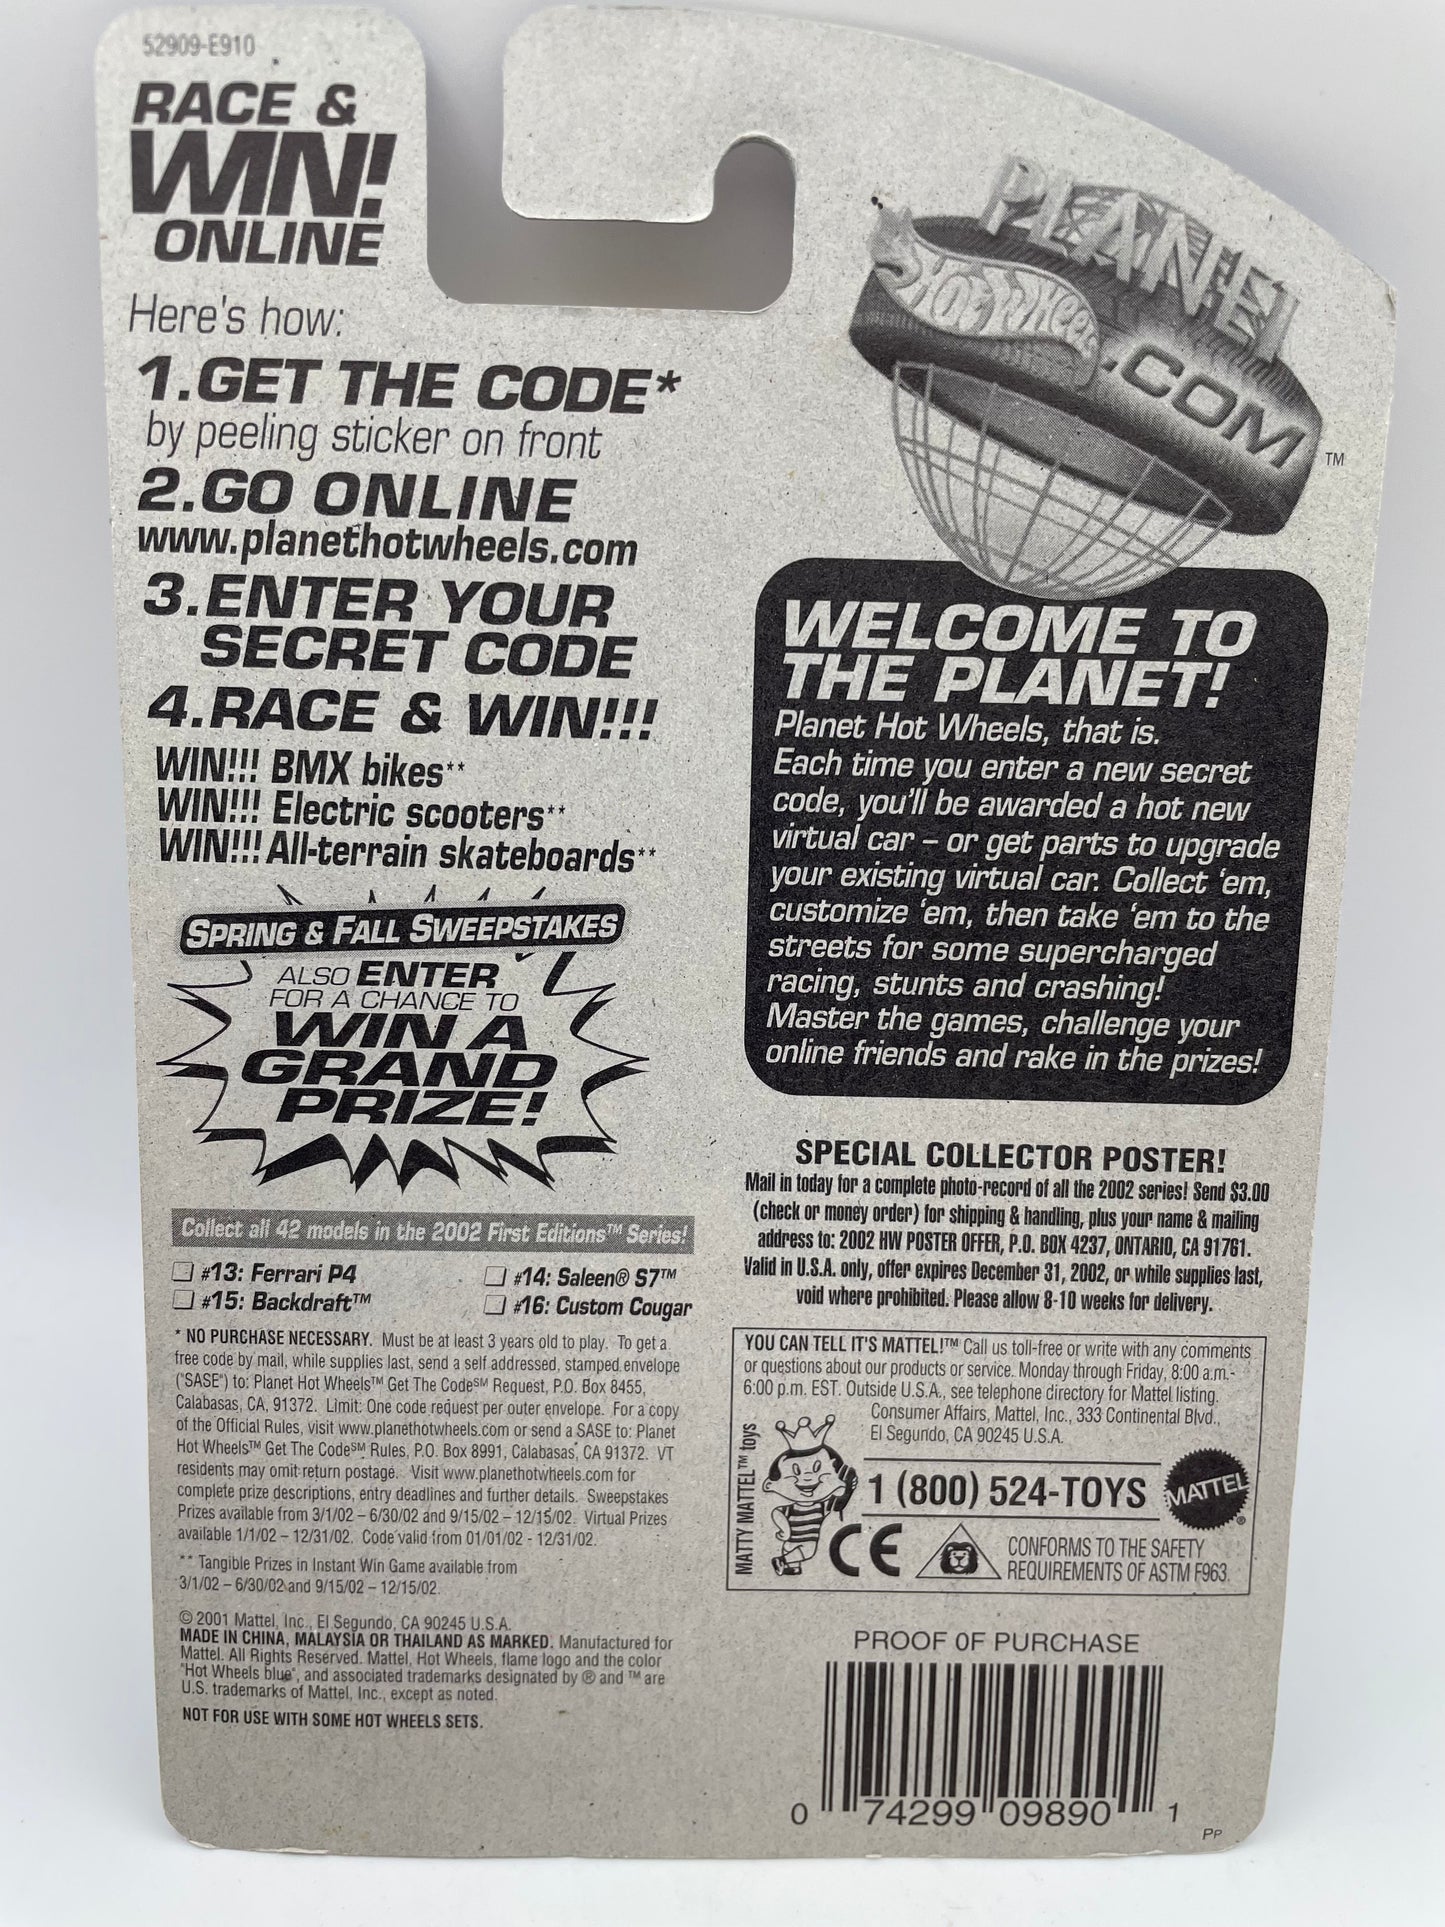 52909-E910
RACE &
WIN!
ONLINE
Here's how:
1.GET THE CODE*
by peeling sticker on front
2.GO ONLINE
www.planethotwheels.com
3.ENTER YOUR
SECRET CODE
4.RACE & WIN!!!
WIN!!! BMX bikes**
WIN!!! Electric scooters**
WIN!!! All-terrain skateboards**
SPRING & FALL SWEEPSTAKES
ALSO ENTER
FOR A CHANCE TO
WIN A
GRAND
PRIZE!
Collect all 42 models in the 2002 First Editions™ Series!
#13: Ferrari P4
#14: Saleen® S7™
#15: Backdraft™
#16: Custom Cougar
* NO PURCHASE NECESSARY. Must be at least 3 years old to play. To get a
free code by mail, while supplies last, send a self addressed, stamped envelope
("SASE") to: Planet Hot Wheels™ Get The Code℠ Request, P.O. Box 8455,
Calabasas, CA, 91372. Limit: One code request per outer envelope. For a copy
of the Official Rules, visit www.planethotwheels.com or send a SASE to: Planet
Hot Wheels™ Get The Code℠ Rules, P.O. Box 8991, Calabasas, CA 91372. VT
residents may omit return postage. Visit www.planethotwheels.com for
complete prize descriptions, entry deadlines and further details. Sweepstakes
Prizes available from 3/1/02 – 6/30/02 and 9/15/02 – 12/15/02. Virtual Prizes
available 1/1/02 – 12/31/02. Code valid from 01/01/02 - 12/31/02.
** Tangible Prizes in Instant Win Game available from
3/1/02 – 6/30/02 and 9/15/02 – 12/15/02.
© 2001 Mattel, Inc., El Segundo, CA 90245 U.S.A.
MADE IN CHINA, MALAYSIA OR THAILAND AS MARKED. Manufactured for
Mattel. All Rights Reserved. Mattel, Hot Wheels, flame logo and the color
"Hot Wheels blue", and associated trademarks designated by ® and ™ are
U.S. trademarks of Mattel, Inc., except as noted.
NOT FOR USE WITH SOME HOT WHEELS SETS.
PLANET
Hot Wheels
.COM
TM
WELCOME TO
THE PLANET!
Planet Hot Wheels, that is.
Each time you enter a new secret
code, you'll be awarded a hot new
virtual car – or get parts to upgrade
your existing virtual car. Collect 'em,
customize 'em, then take 'em to the
streets for some supercharged
racing, stunts and crashing!
Master the games, challenge your
online friends and rake in the prizes!
SPECIAL COLLECTOR POSTER!
Mail in today for a complete photo-record of all the 2002 series! Send $3.00
(check or money order) for shipping & handling, plus your name & mailing
address to: 2002 HW POSTER OFFER, P.O. BOX 4237, ONTARIO, CA 91761.
Valid in U.S.A. only, offer expires December 31, 2002, or while supplies last,
void where prohibited. Please allow 8-10 weeks for delivery.
YOU CAN TELL IT'S MATTEL!™ Call us toll-free or write with any comments
or questions about our products or service. Monday through Friday, 8:00 a.m.-
6:00 p.m. EST. Outside U.S.A., see telephone directory for Mattel listing.
Consumer Affairs, Mattel, Inc., 333 Continental Blvd.,
El Segundo, CA 90245 U.S.A.
MATTY MATTEL™ toys
1 (800) 524-TOYS
MATTEL®
CE
CONFORMS TO THE SAFETY
REQUIREMENTS OF ASTM F963.
PROOF OF PURCHASE
0 74299 09890 1
PP